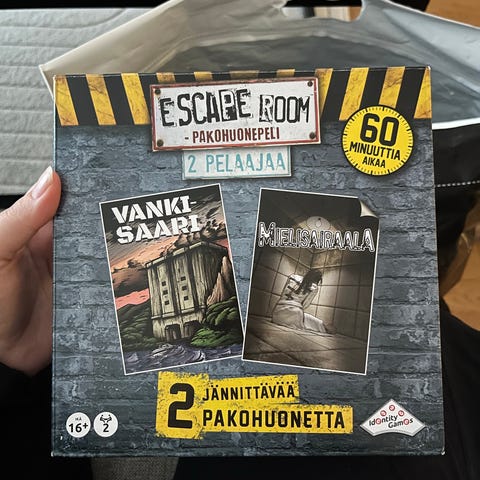 ESCAPE ROOM
-PAKOHUONEPELI
2 PELAAJAA
60
MINUUTTIA
AIKAA
VANKI-
SAARI
MIELISAIRAALA
2 JÄNNITTÄVÄÄ
PAKOHUONETTA
16+
2
Identity
Games